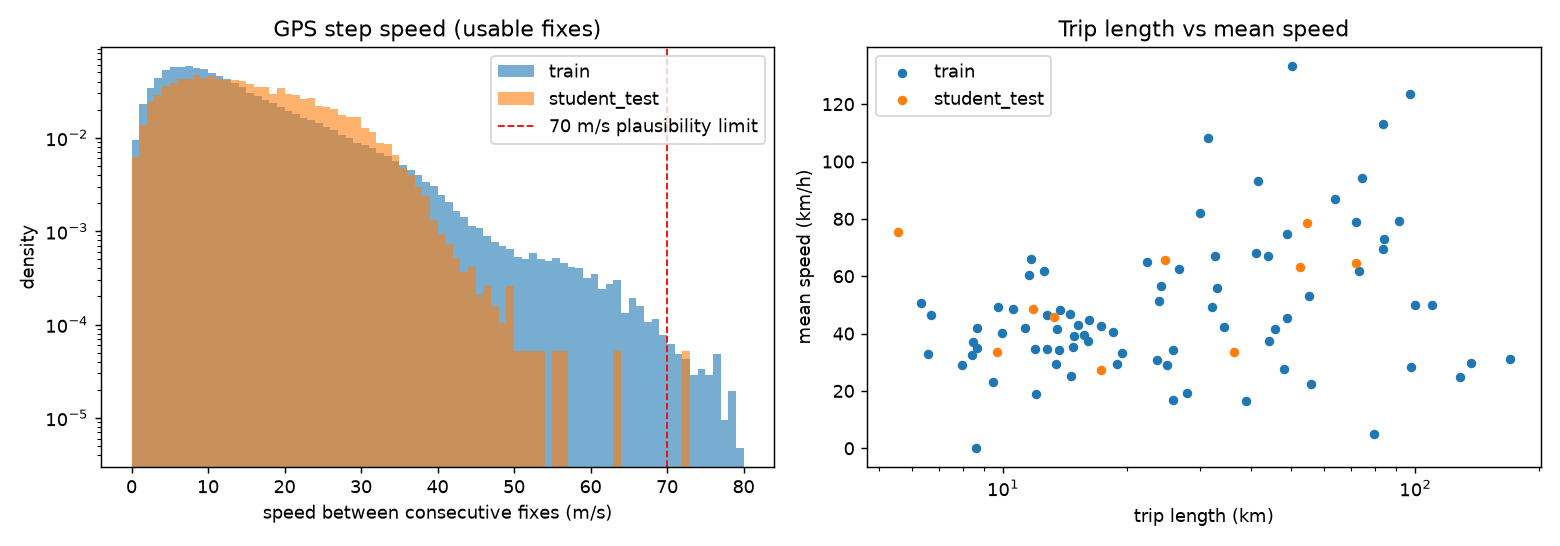 GPS step speed (usable fixes)
train
student_test
70 m/s plausibility limit
density
10⁻²
10⁻³
10⁻⁴
10⁻⁵
0 10 20 30 40 50 60 70 80
speed between consecutive fixes (m/s)
Trip length vs mean speed
train
student_test
mean speed (km/h)
120
100
80
60
40
20
0
10¹ 10²
trip length (km)